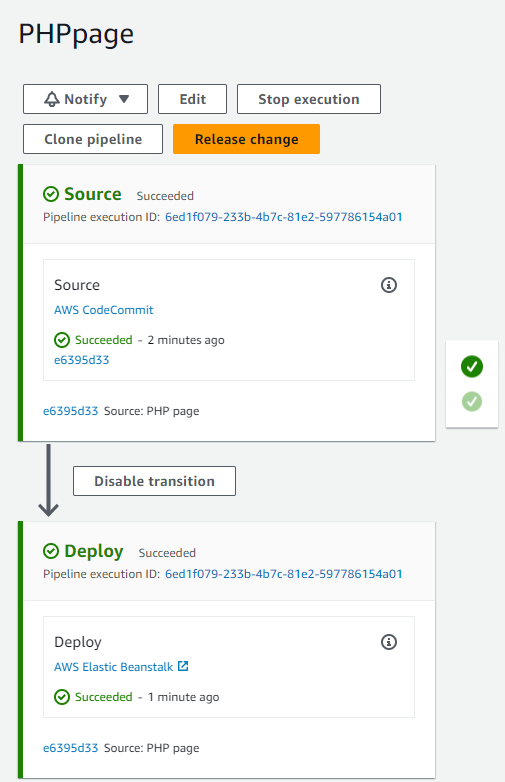 PHPpage
Notify
Edit
Stop execution
Clone pipeline
Release change
Source Succeeded
Pipeline execution ID: 6ed1f079-233b-4b7c-81e2-597786154a01
Source
AWS CodeCommit
Succeeded - 2 minutes ago
e6395d33
e6395d33 Source: PHP page
Disable transition
Deploy Succeeded
Pipeline execution ID: 6ed1f079-233b-4b7c-81e2-597786154a01
Deploy
AWS Elastic Beanstalk
Succeeded - 1 minute ago
e6395d33 Source: PHP page